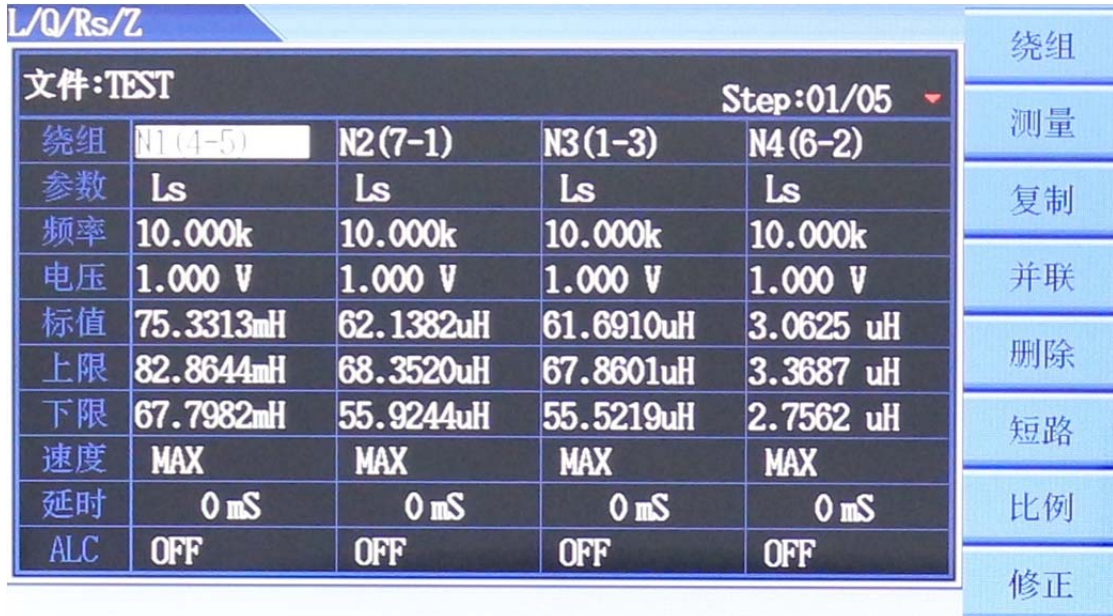 L/Q/Rs/Z
文件:TEST
Step:01/05
绕组 N1(4-5) N2(7-1) N3(1-3) N4(6-2)
参数 Ls Ls Ls Ls
频率 10.000k 10.000k 10.000k 10.000k
电压 1.000 V 1.000 V 1.000 V 1.000 V
标值 75.3313mH 62.1382uH 61.6910uH 3.0625 uH
上限 82.8644mH 68.3520uH 67.8601uH 3.3687 uH
下限 67.7982mH 55.9244uH 55.5219uH 2.7562 uH
速度 MAX MAX MAX MAX
延时 0 mS 0 mS 0 mS 0 mS
ALC OFF OFF OFF OFF
绕组
测量
复制
并联
删除
短路
比例
修正